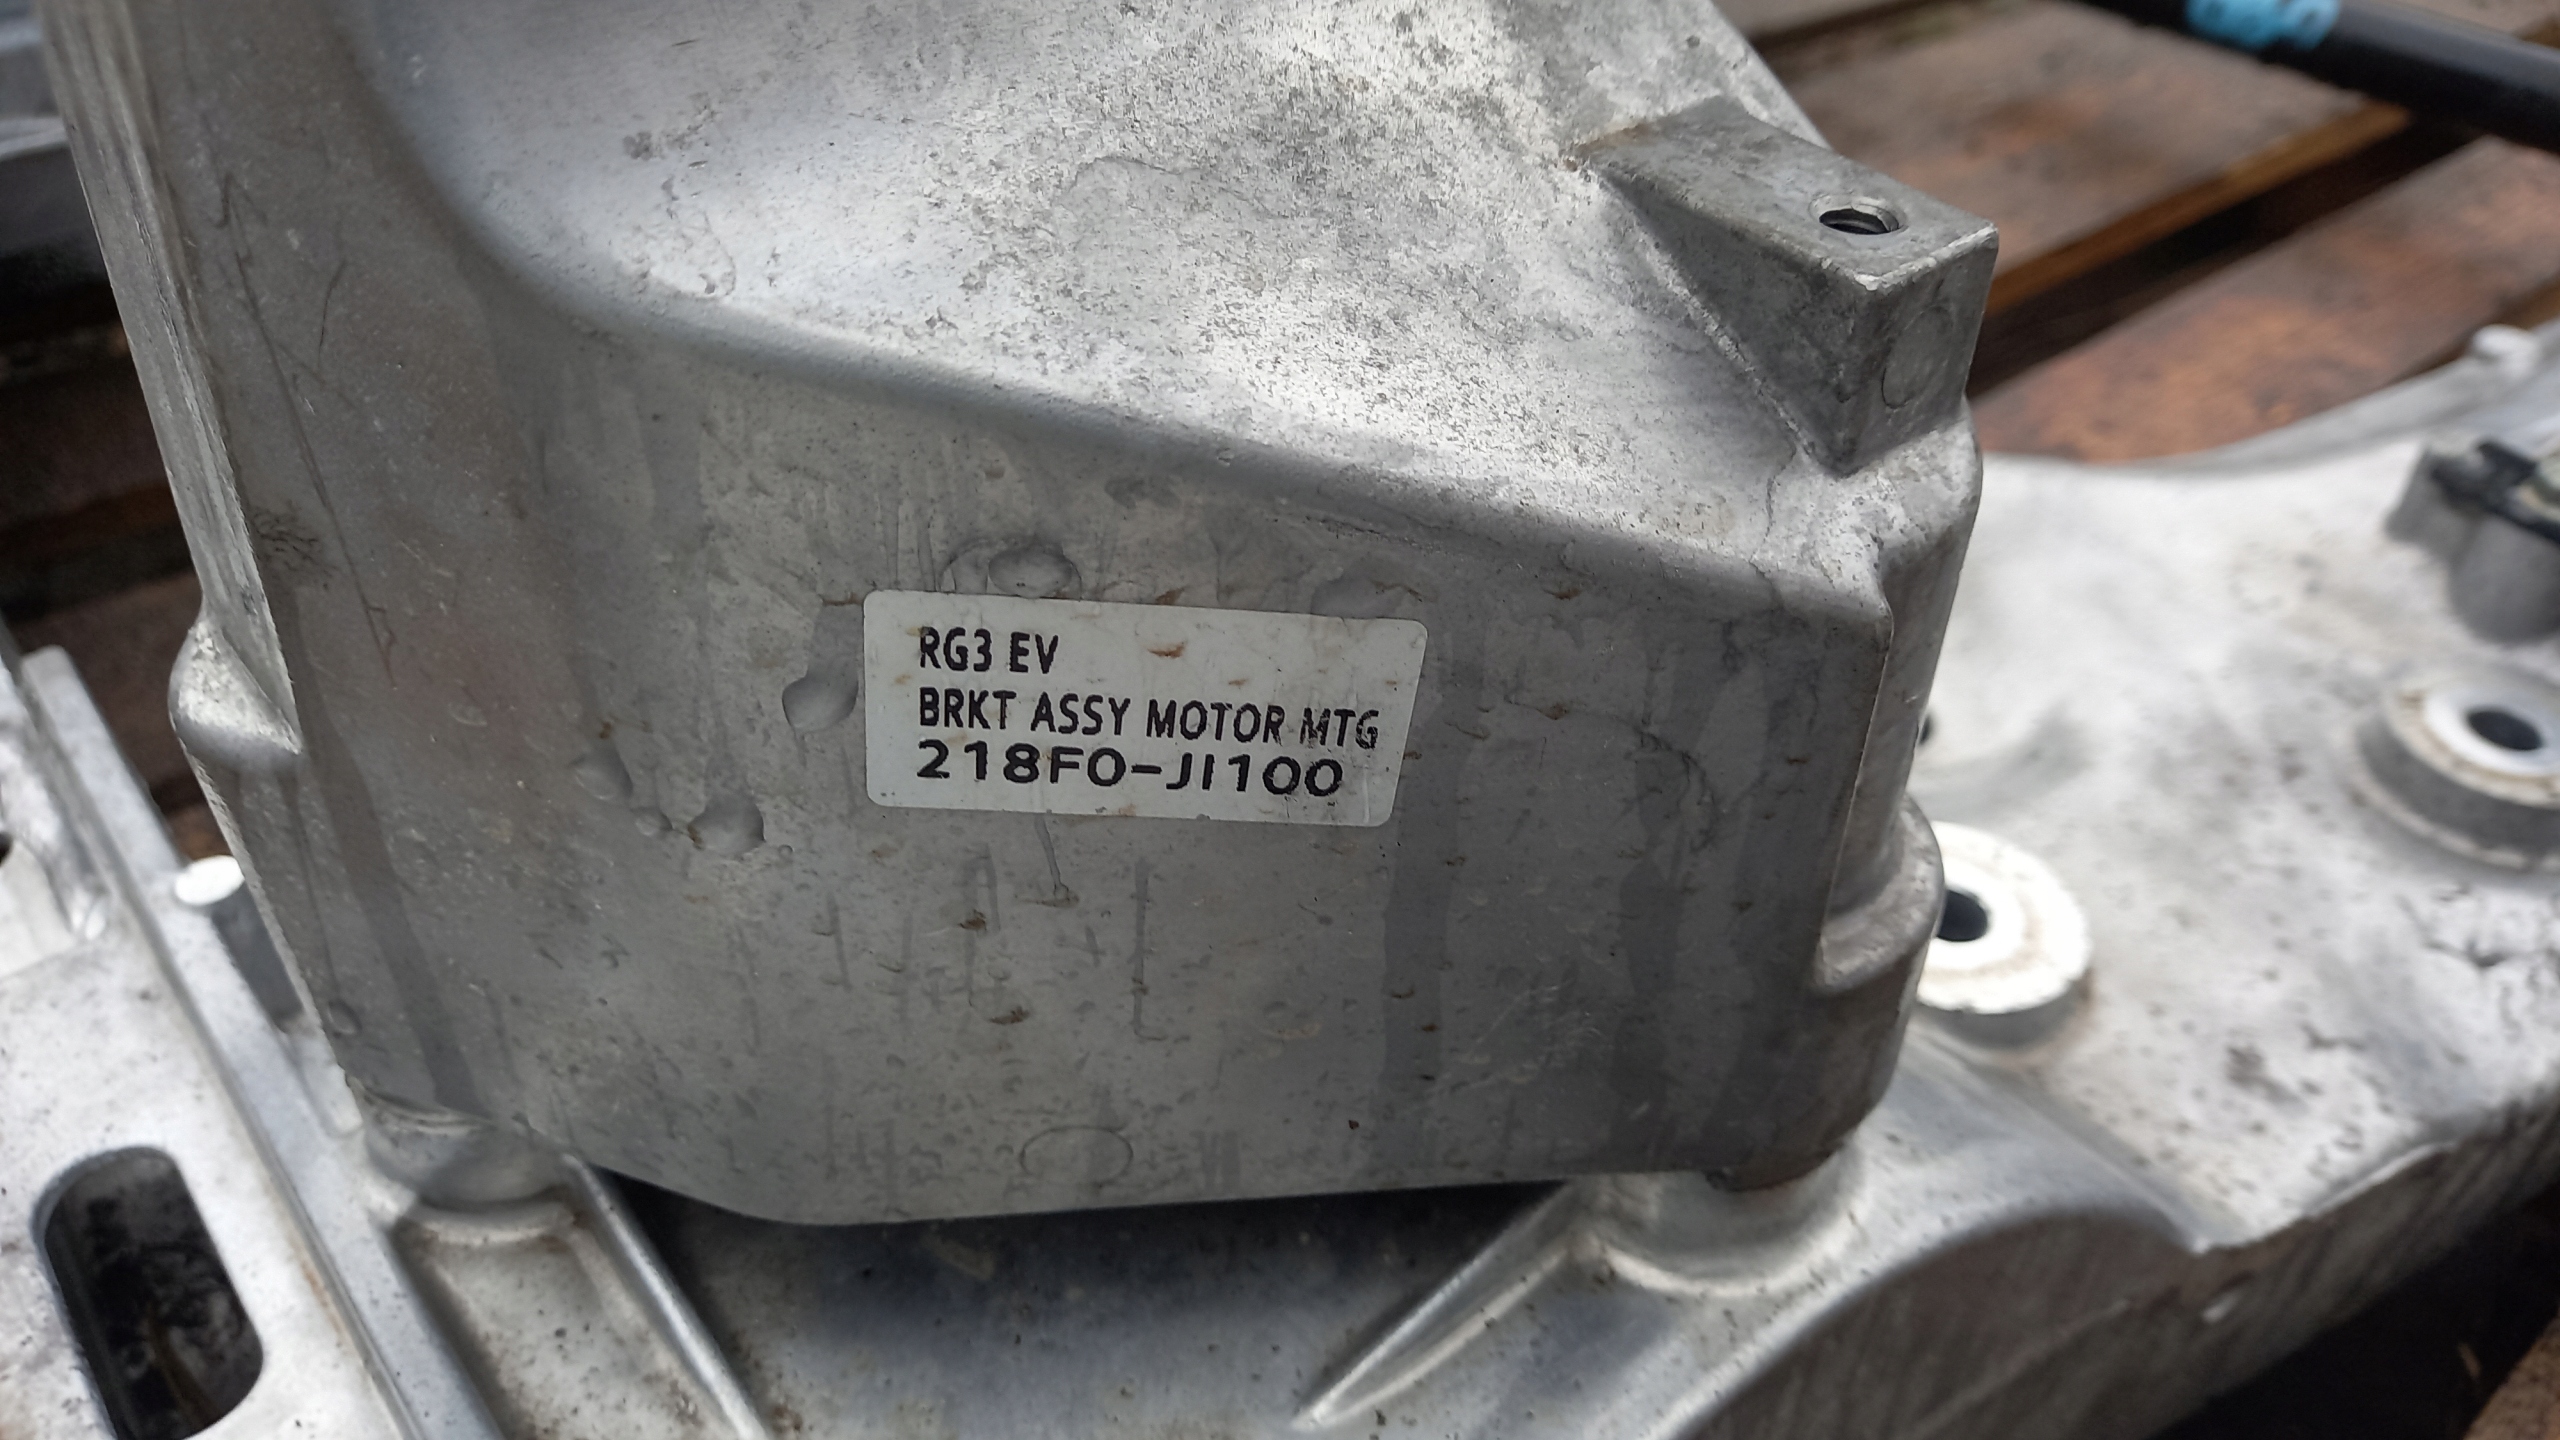 RG3 EV
BRKT ASSY MOTOR MTG
218F0-JI100